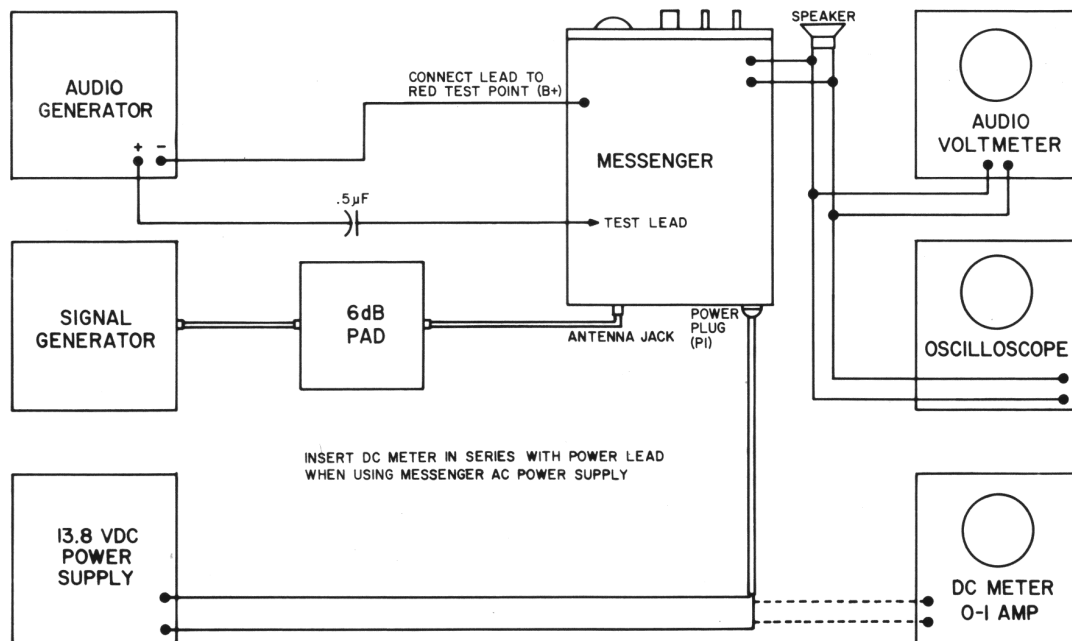 AUDIO
GENERATOR
+ -
CONNECT LEAD TO
RED TEST POINT (B+)
MESSENGER
.5µF
TEST LEAD
SPEAKER
AUDIO
VOLTMETER
SIGNAL
GENERATOR
6dB
PAD
ANTENNA JACK
POWER
PLUG
(P1)
OSCILLOSCOPE
INSERT DC METER IN SERIES WITH POWER LEAD
WHEN USING MESSENGER AC POWER SUPPLY
13.8 VDC
POWER
SUPPLY
DC METER
0-1 AMP